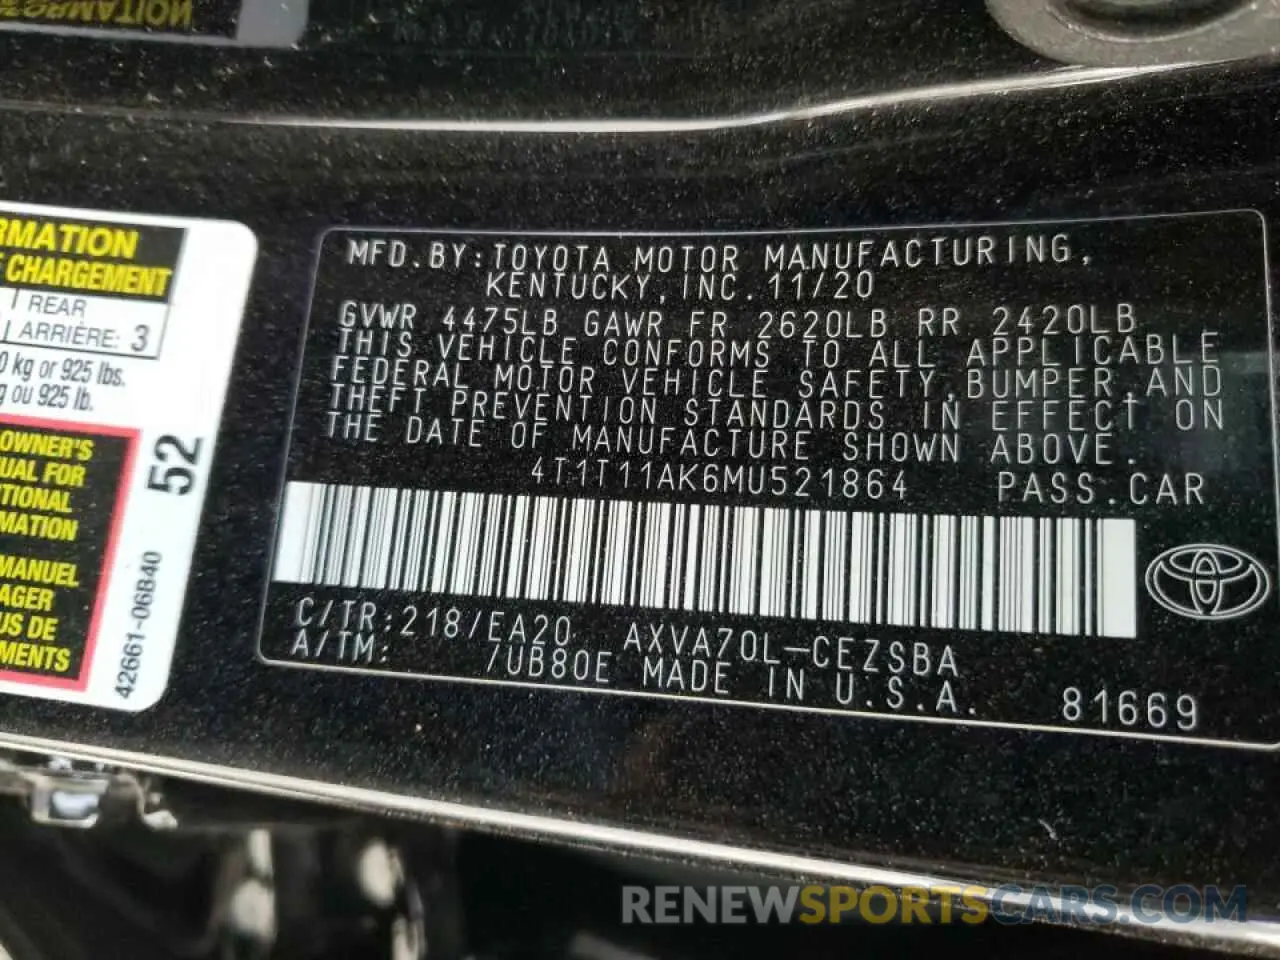 RMATION
CHARGEMENT
REAR
ARRIÈRE: 3
0 kg or 925 lbs.
g ou 925 lb.
OWNER'S
UAL FOR
ITIONAL
MATION
MANUEL
AGER
US DE
MENTS
52
42661-06B40
MFD.BY:TOYOTA MOTOR MANUFACTURING,
KENTUCKY,INC.11/20
GVWR 4475LB GAWR FR 2620LB RR 2420LB
THIS VEHICLE CONFORMS TO ALL APPLICABLE
FEDERAL MOTOR VEHICLE SAFETY,BUMPER,AND
THEFT PREVENTION STANDARDS IN EFFECT ON
THE DATE OF MANUFACTURE SHOWN ABOVE.
4T1T11AK6MU521864 PASS.CAR
C/TR:218/EA20 AXVA70L-CEZSBA
A/TM: /UB80E MADE IN U.S.A. 81669
RENEWSPORTSCARS.COM